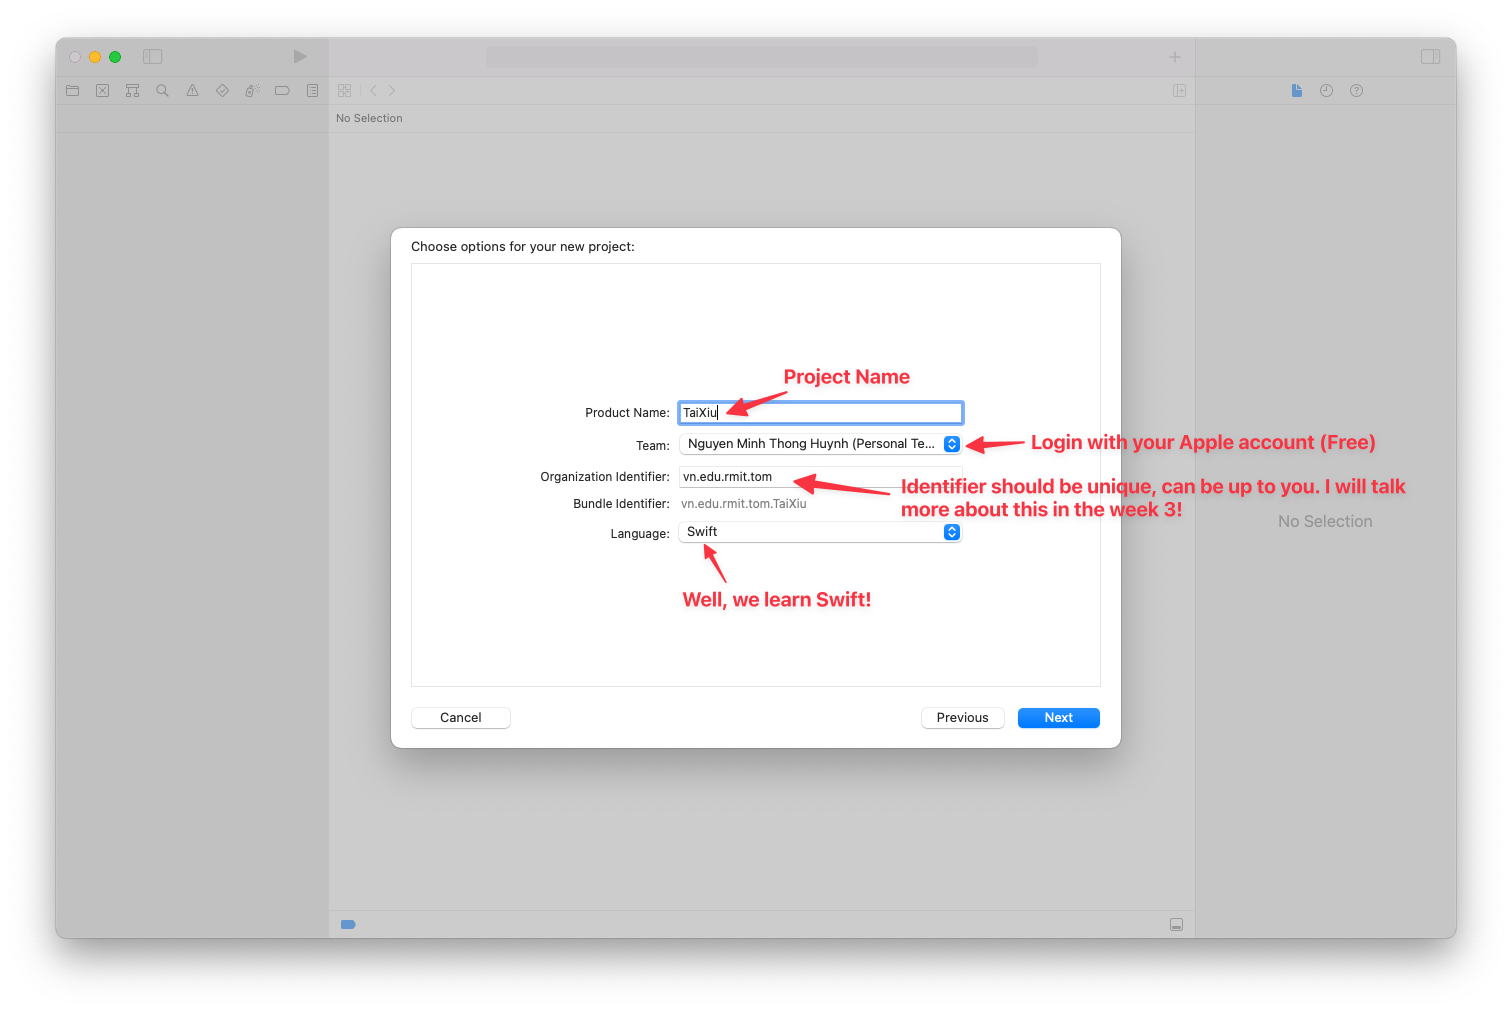 No Selection
Choose options for your new project:
Project Name
Product Name: TaiXiu
Team: Nguyen Minh Thong Huynh (Personal Te...
Login with your Apple account (Free)
Organization Identifier: vn.edu.rmit.tom
Identifier should be unique, can be up to you. I will talk
more about this in the week 3!
Bundle Identifier: vn.edu.rmit.tom.TaiXiu
No Selection
Language: Swift
Well, we learn Swift!
Cancel
Previous
Next